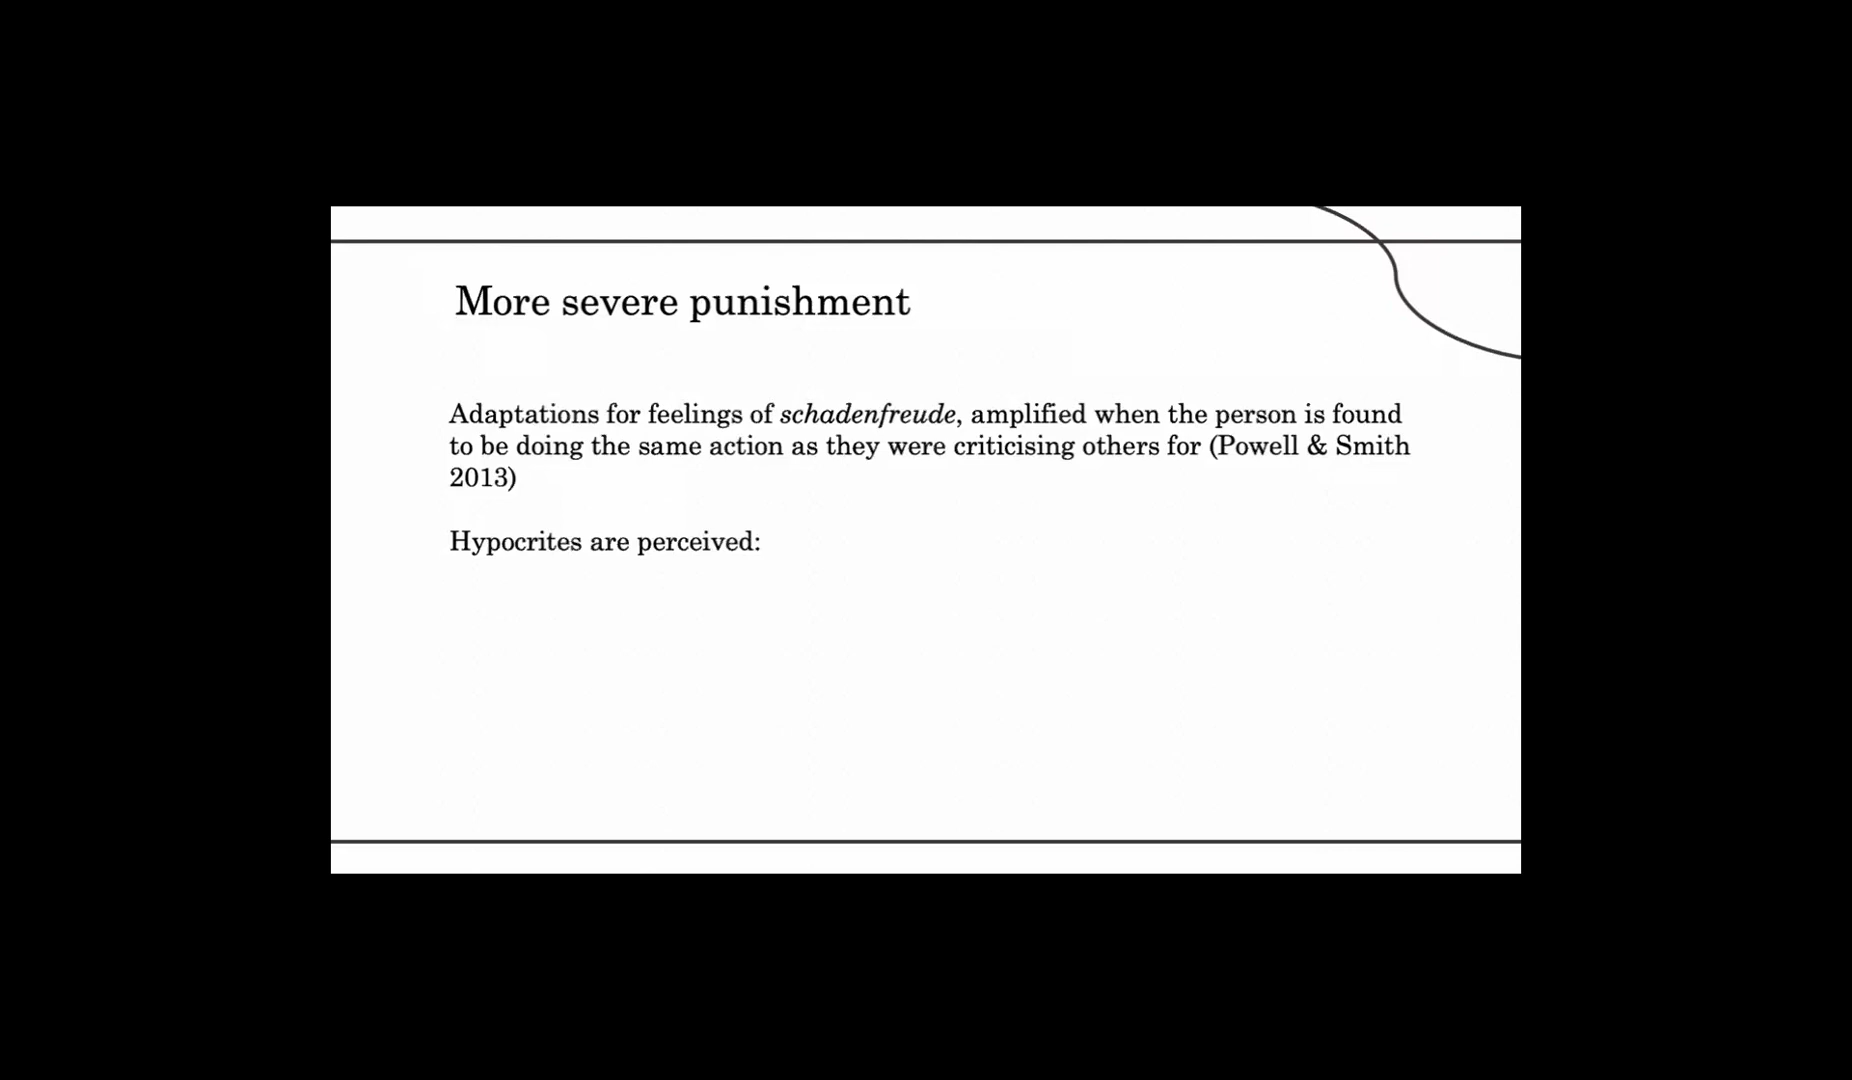 More severe punishment
Adaptations for feelings of schadenfreude, amplified when the person is found
to be doing the same action as they were criticising others for (Powell & Smith
2013)
Hypocrites are perceived: